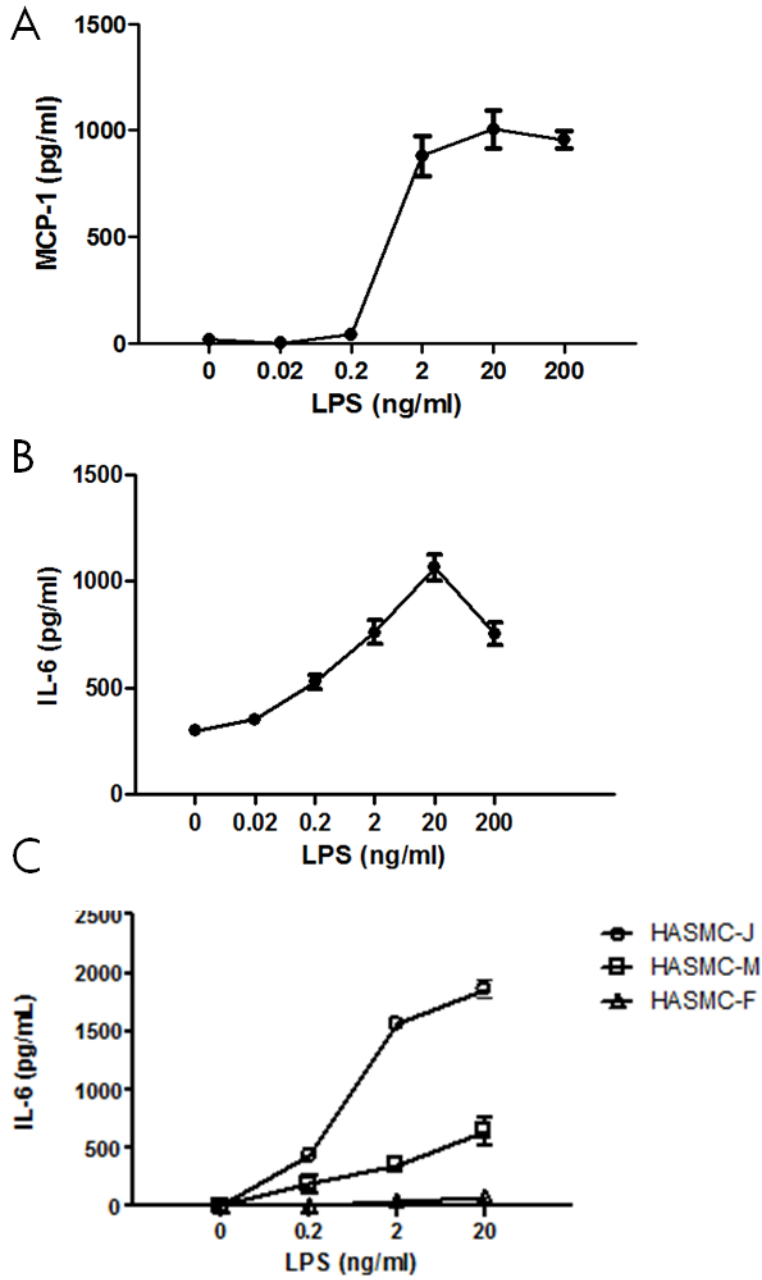 A
1500
1000
500
0
MCP-1 (pg/ml)
0 0.02 0.2 2 20 200
LPS (ng/ml)
B
1500
1000
500
0
IL-6 (pg/ml)
0 0.02 0.2 2 20 200
LPS (ng/ml)
C
2500
2000
1500
1000
500
0
IL-6 (pg/mL)
0 0.2 2 20
LPS (ng/ml)
HASMC-J
HASMC-M
HASMC-F